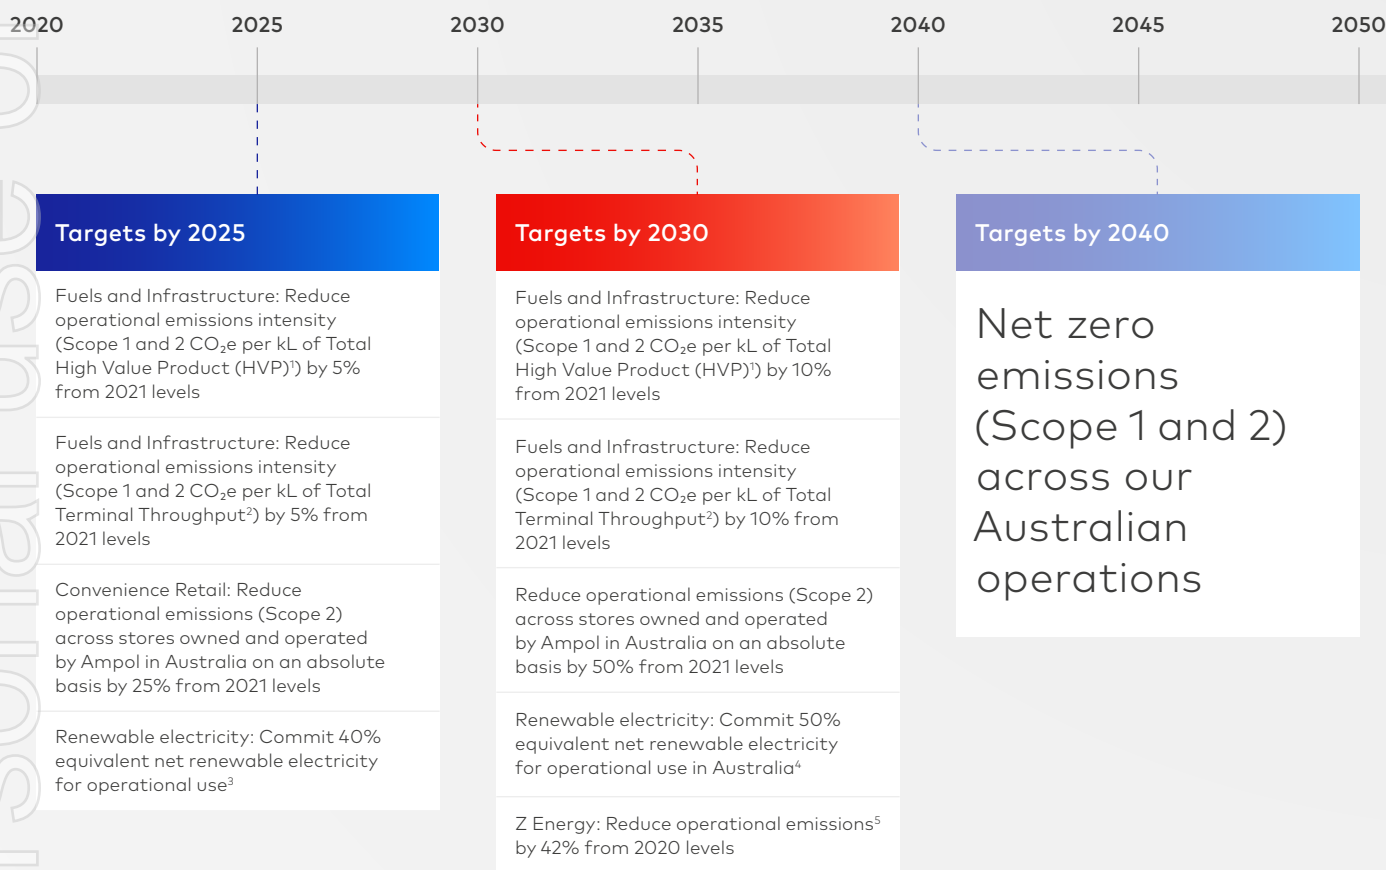 2020 2025 2030 2035 2040 2045 2050
Targets by 2025
Fuels and Infrastructure: Reduce
operational emissions intensity
(Scope 1 and 2 CO₂e per kL of Total
High Value Product (HVP)¹) by 5%
from 2021 levels
Fuels and Infrastructure: Reduce
operational emissions intensity
(Scope 1 and 2 CO₂e per kL of Total
Terminal Throughput²) by 5% from
2021 levels
Convenience Retail: Reduce
operational emissions (Scope 2)
across stores owned and operated
by Ampol in Australia on an absolute
basis by 25% from 2021 levels
Renewable electricity: Commit 40%
equivalent net renewable electricity
for operational use³
Targets by 2030
Fuels and Infrastructure: Reduce
operational emissions intensity
(Scope 1 and 2 CO₂e per kL of Total
High Value Product (HVP)¹) by 10%
from 2021 levels
Fuels and Infrastructure: Reduce
operational emissions intensity
(Scope 1 and 2 CO₂e per kL of Total
Terminal Throughput²) by 10% from
2021 levels
Reduce operational emissions (Scope 2)
across stores owned and operated
by Ampol in Australia on an absolute
basis by 50% from 2021 levels
Renewable electricity: Commit 50%
equivalent net renewable electricity
for operational use in Australia⁴
Z Energy: Reduce operational emissions⁵
by 42% from 2020 levels
Targets by 2040
Net zero
emissions
(Scope 1 and 2)
across our
Australian
operations
use